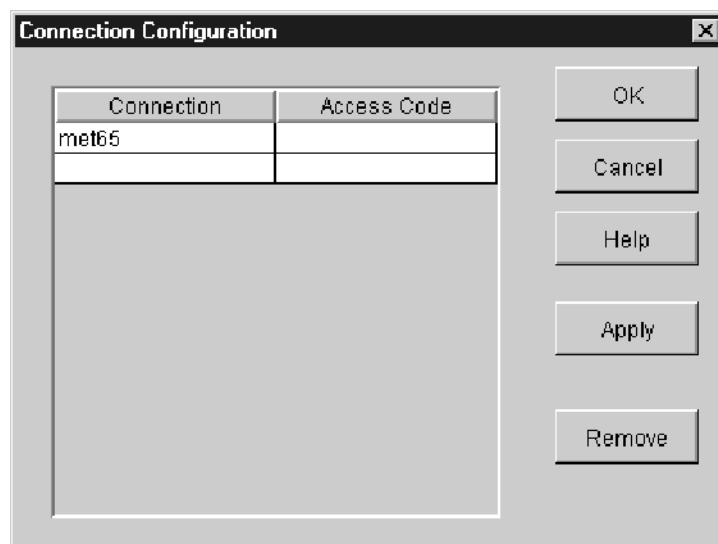 Connection Configuration
Connection Access Code
met65
OK
Cancel
Help
Apply
Remove